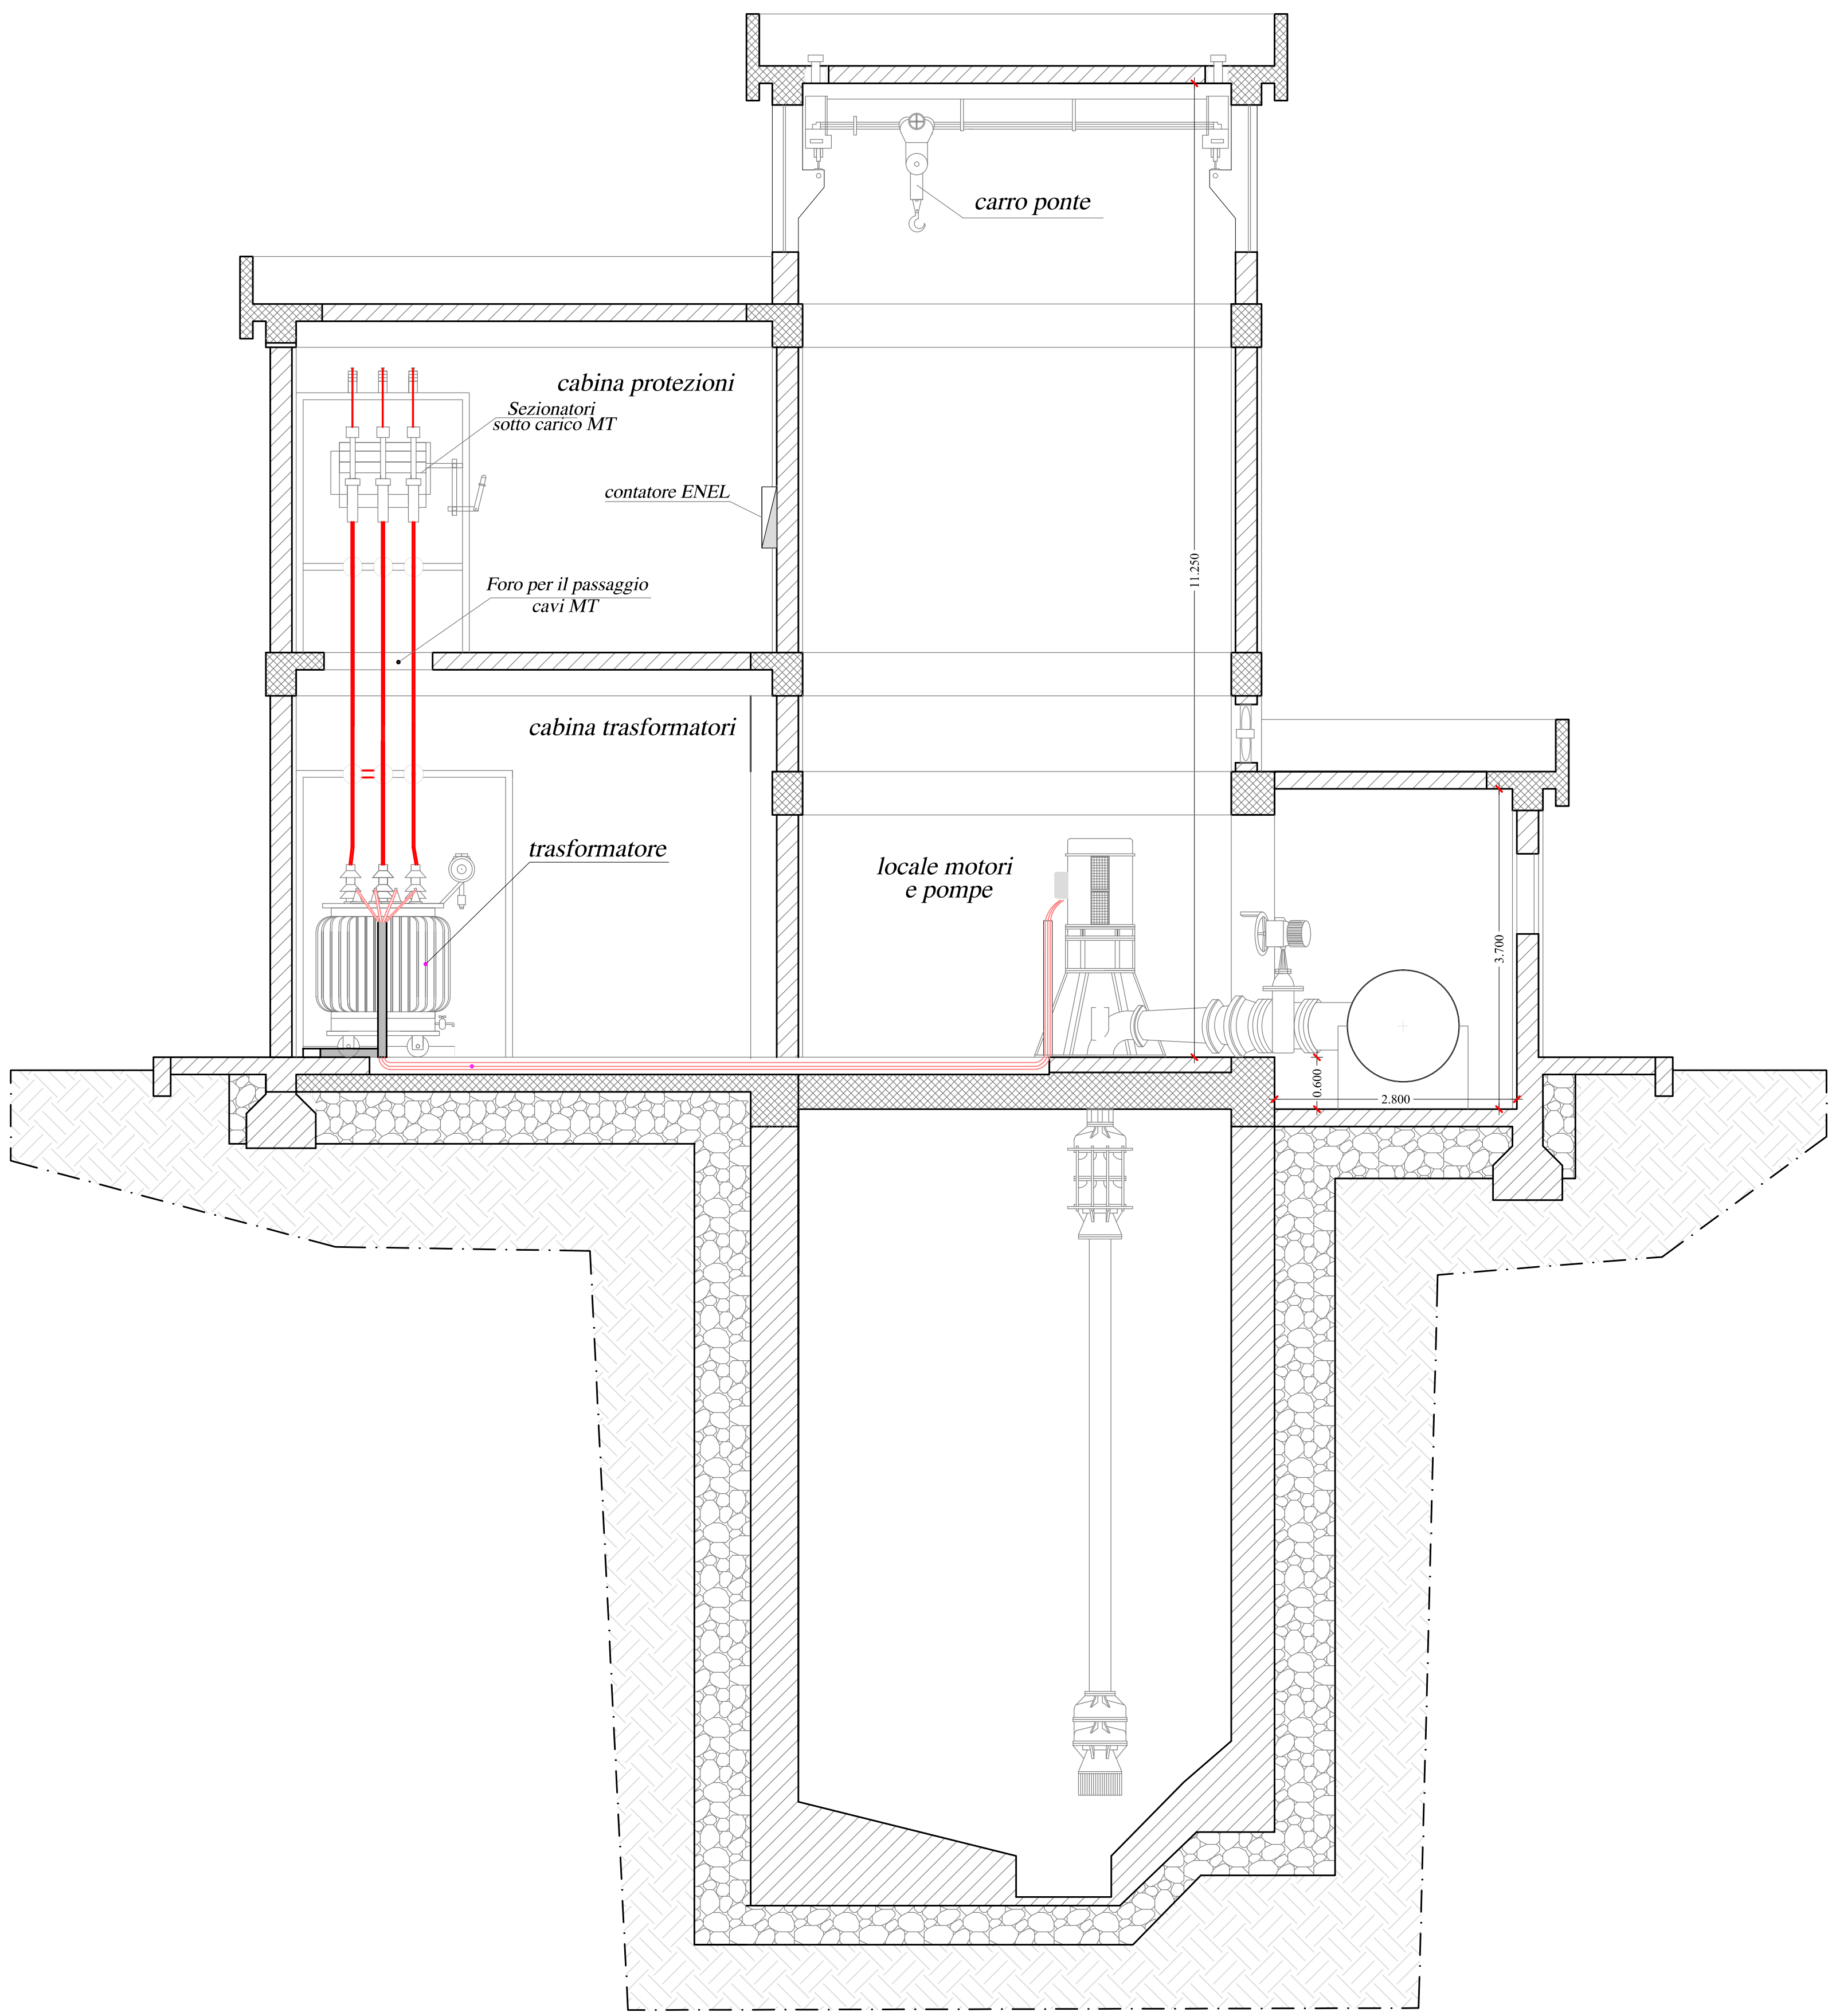 carro ponte
cabina protezioni
Sezionatori
sotto carico MT
contatore ENEL
11.250
Foro per il passaggio
cavi MT
cabina trasformatori
trasformatore
locale motori
e pompe
3.700
0.600
2.800